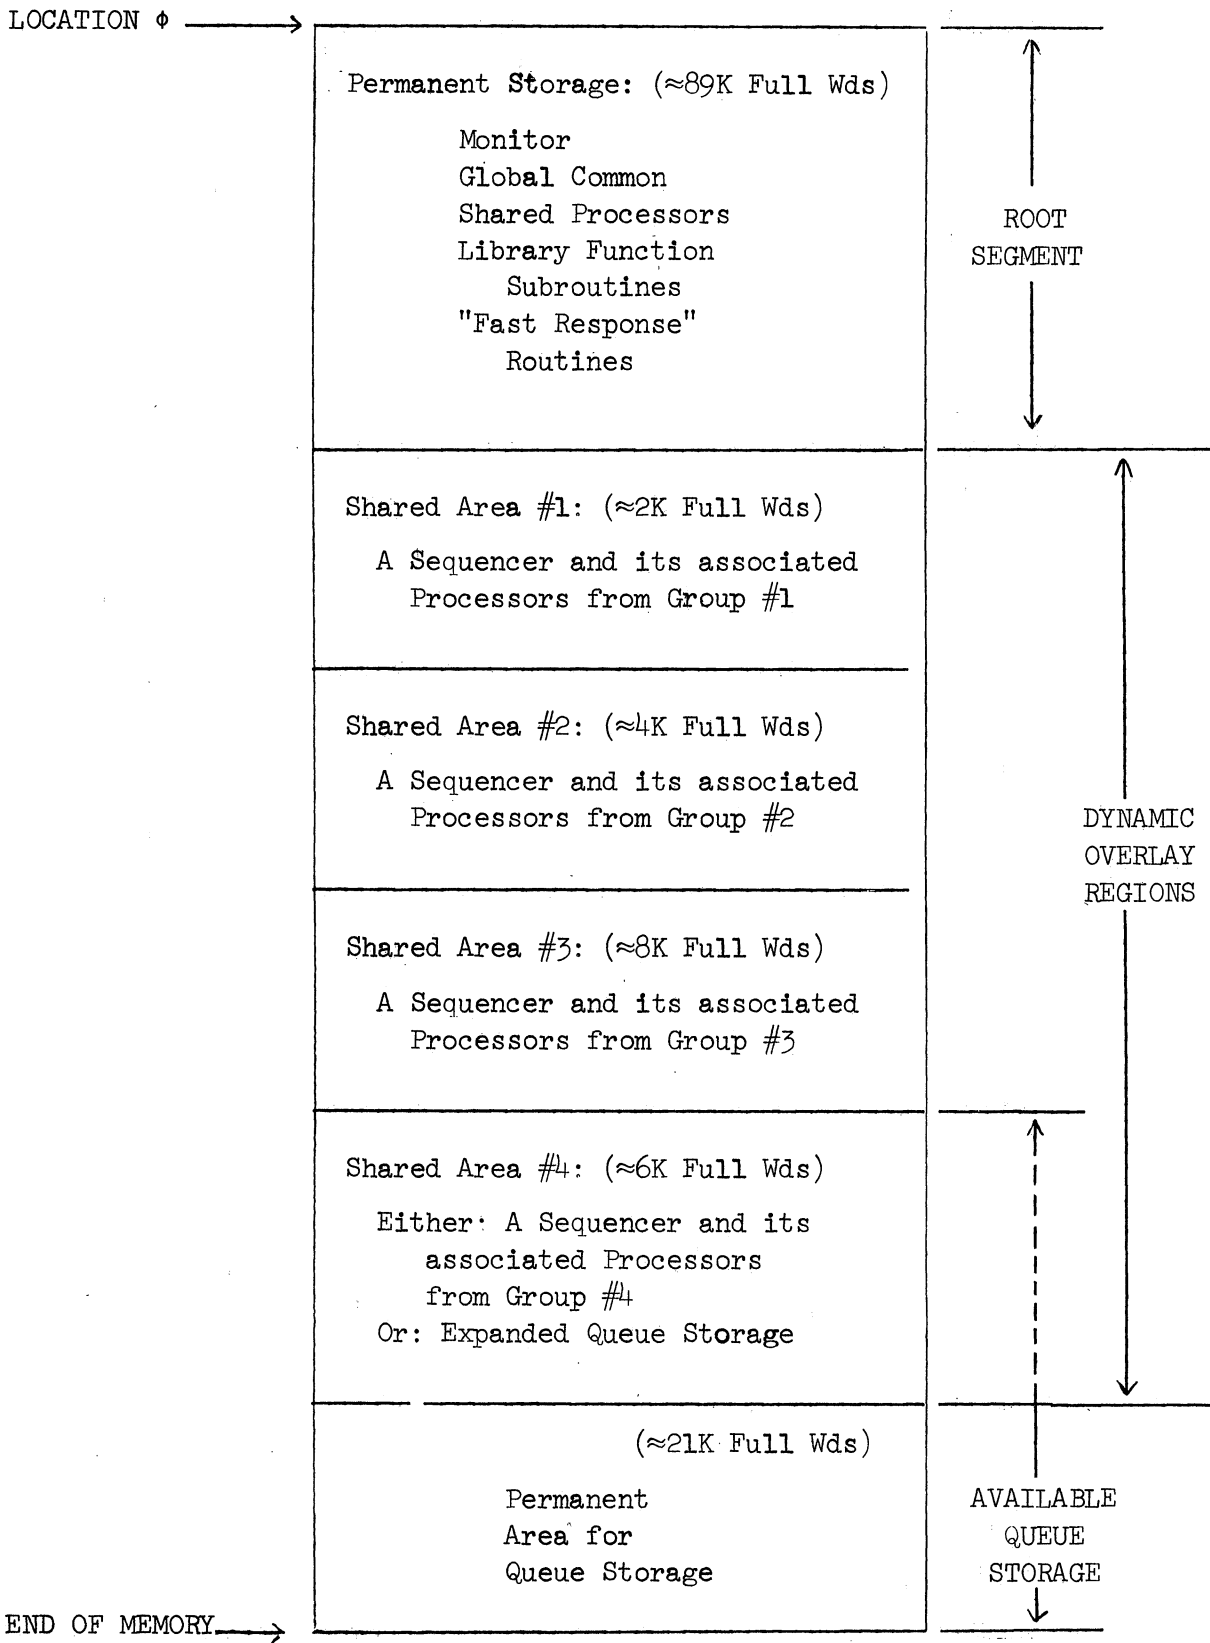 LOCATION ϕ
Permanent Storage: (≈89K Full Wds)
Monitor
Global Common
Shared Processors
Library Function
Subroutines
"Fast Response"
Routines
ROOT
SEGMENT
Shared Area #1: (≈2K Full Wds)
A Sequencer and its associated
Processors from Group #1
Shared Area #2: (≈4K Full Wds)
A Sequencer and its associated
Processors from Group #2
DYNAMIC
OVERLAY
REGIONS
Shared Area #3: (≈8K Full Wds)
A Sequencer and its associated
Processors from Group #3
Shared Area #4: (≈6K Full Wds)
Either: A Sequencer and its
associated Processors
from Group #4
Or: Expanded Queue Storage
(≈21K Full Wds)
Permanent
Area for
Queue Storage
AVAILABLE
QUEUE
STORAGE
END OF MEMORY